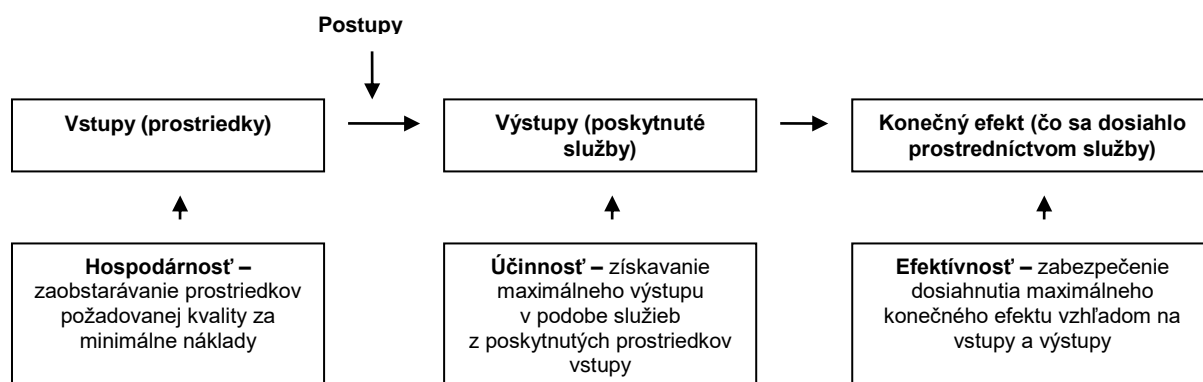 Postupy
Vstupy (prostriedky)
Výstupy (poskytnuté
služby)
Konečný efekt (čo sa dosiahlo
prostredníctvom služby)
Hospodárnosť –
zaobstarávanie prostriedkov
požadovanej kvality za
minimálne náklady
Účinnosť – získavanie
maximálneho výstupu
v podobe služieb
z poskytnutých prostriedkov
vstupy
Efektívnosť – zabezpečenie
dosiahnutia maximálneho
konečného efektu vzhľadom na
vstupy a výstupy